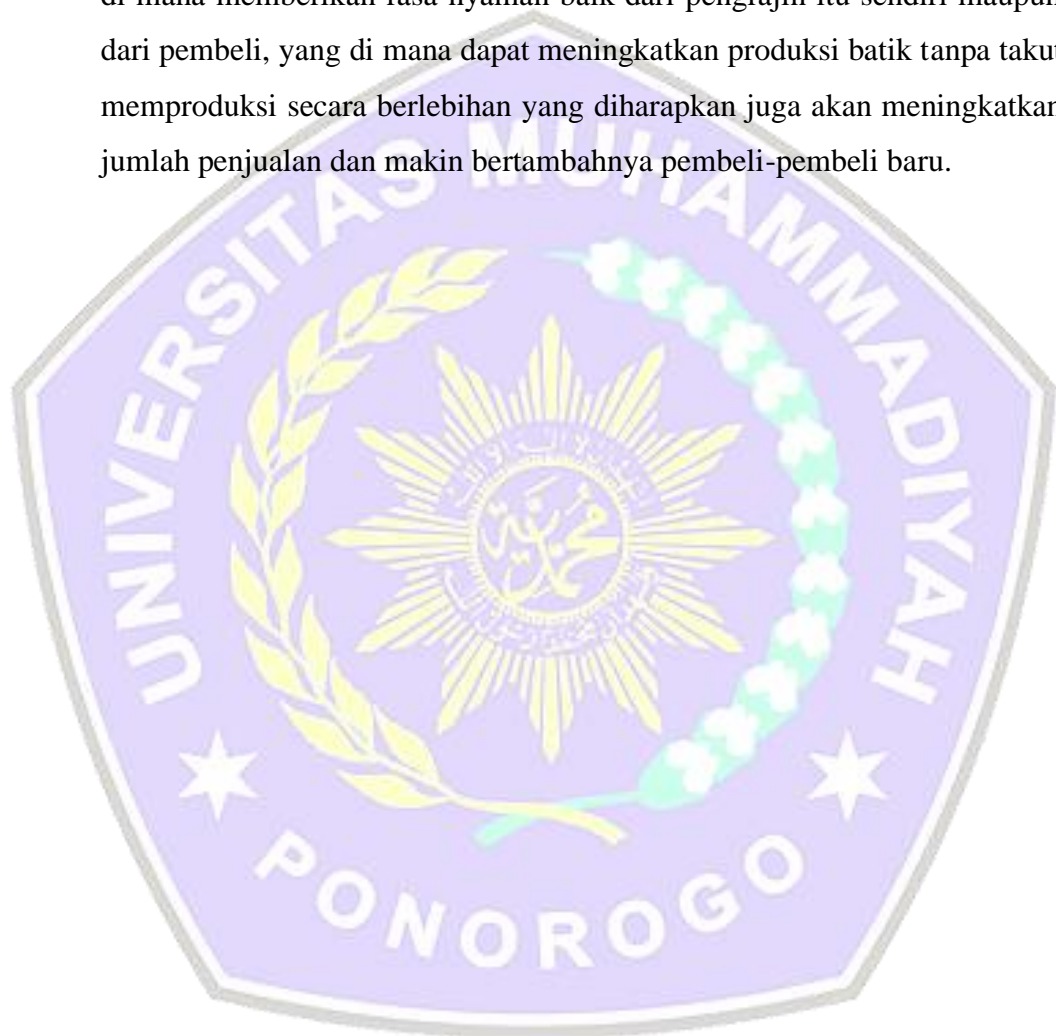 di mana memberikan rasa nyaman baik dari pengrajin itu sendiri maupun
dari pembeli, yang di mana dapat meningkatkan produksi batik tanpa takut
memproduksi secara berlebihan yang diharapkan juga akan meningkatkan
jumlah penjualan dan makin bertambahnya pembeli-pembeli baru.
UNIVERSITAS MUHAMMADIYAH
محمدية
PONOROGO